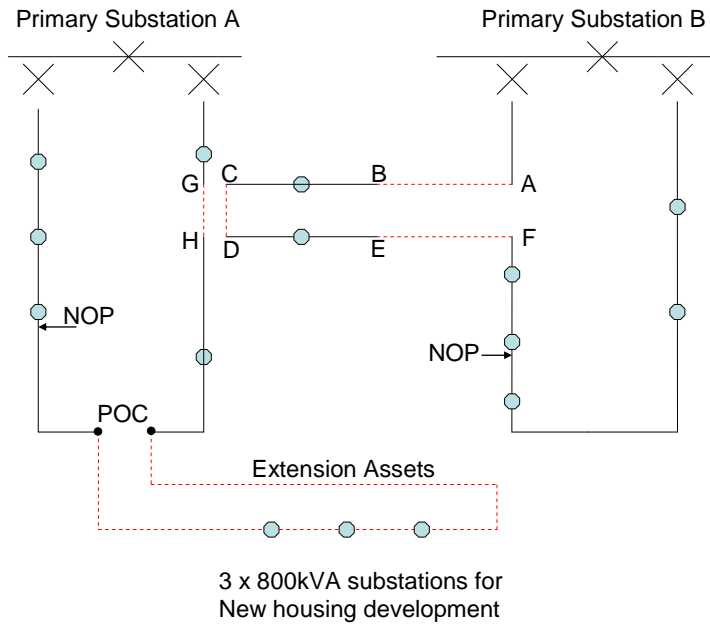 Primary Substation A
Primary Substation B
C
B
G
A
H
D
E
F
NOP
NOP
POC
Extension Assets
3 x 800kVA substations for
New housing development